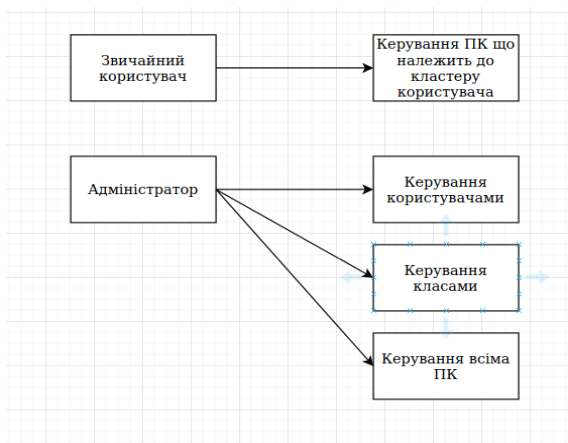 Звичайний
користувач
Керування ПК що
належить до
кластеру
користувача
Адміністратор
Керування
користувачами
Керування
класами
Керування всіма
ПК